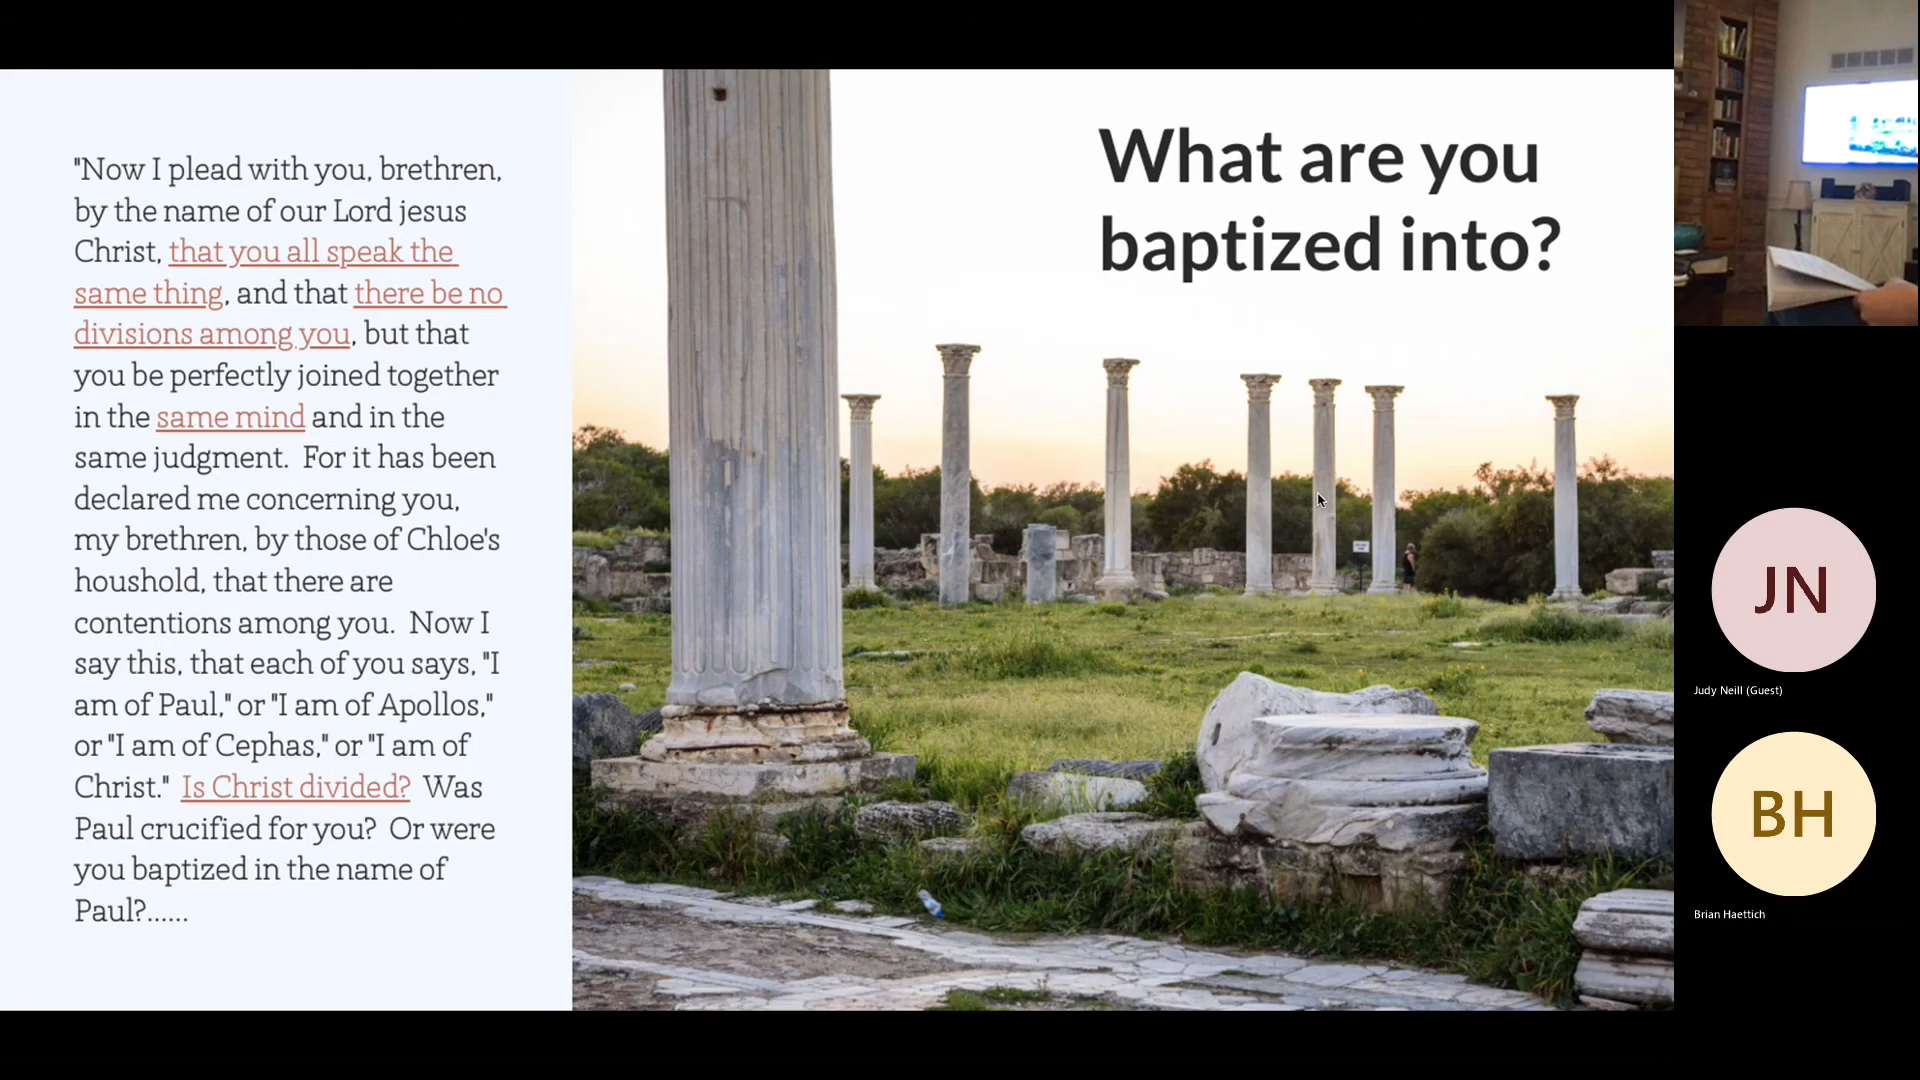 "Now I plead with you, brethren,
by the name of our Lord jesus
Christ, that you all speak the
same thing, and that there be no
divisions among you, but that
you be perfectly joined together
in the same mind and in the
same judgment.  For it has been
declared me concerning you,
my brethren, by those of Chloe's
houshold, that there are
contentions among you.  Now I
say this, that each of you says, "I
am of Paul," or "I am of Apollos,"
or "I am of Cephas," or "I am of
Christ."  Is Christ divided?  Was
Paul crucified for you?  Or were
you baptized in the name of
Paul?......
What are you
baptized into?
JN
Judy Neill (Guest)
BH
Brian Haettich